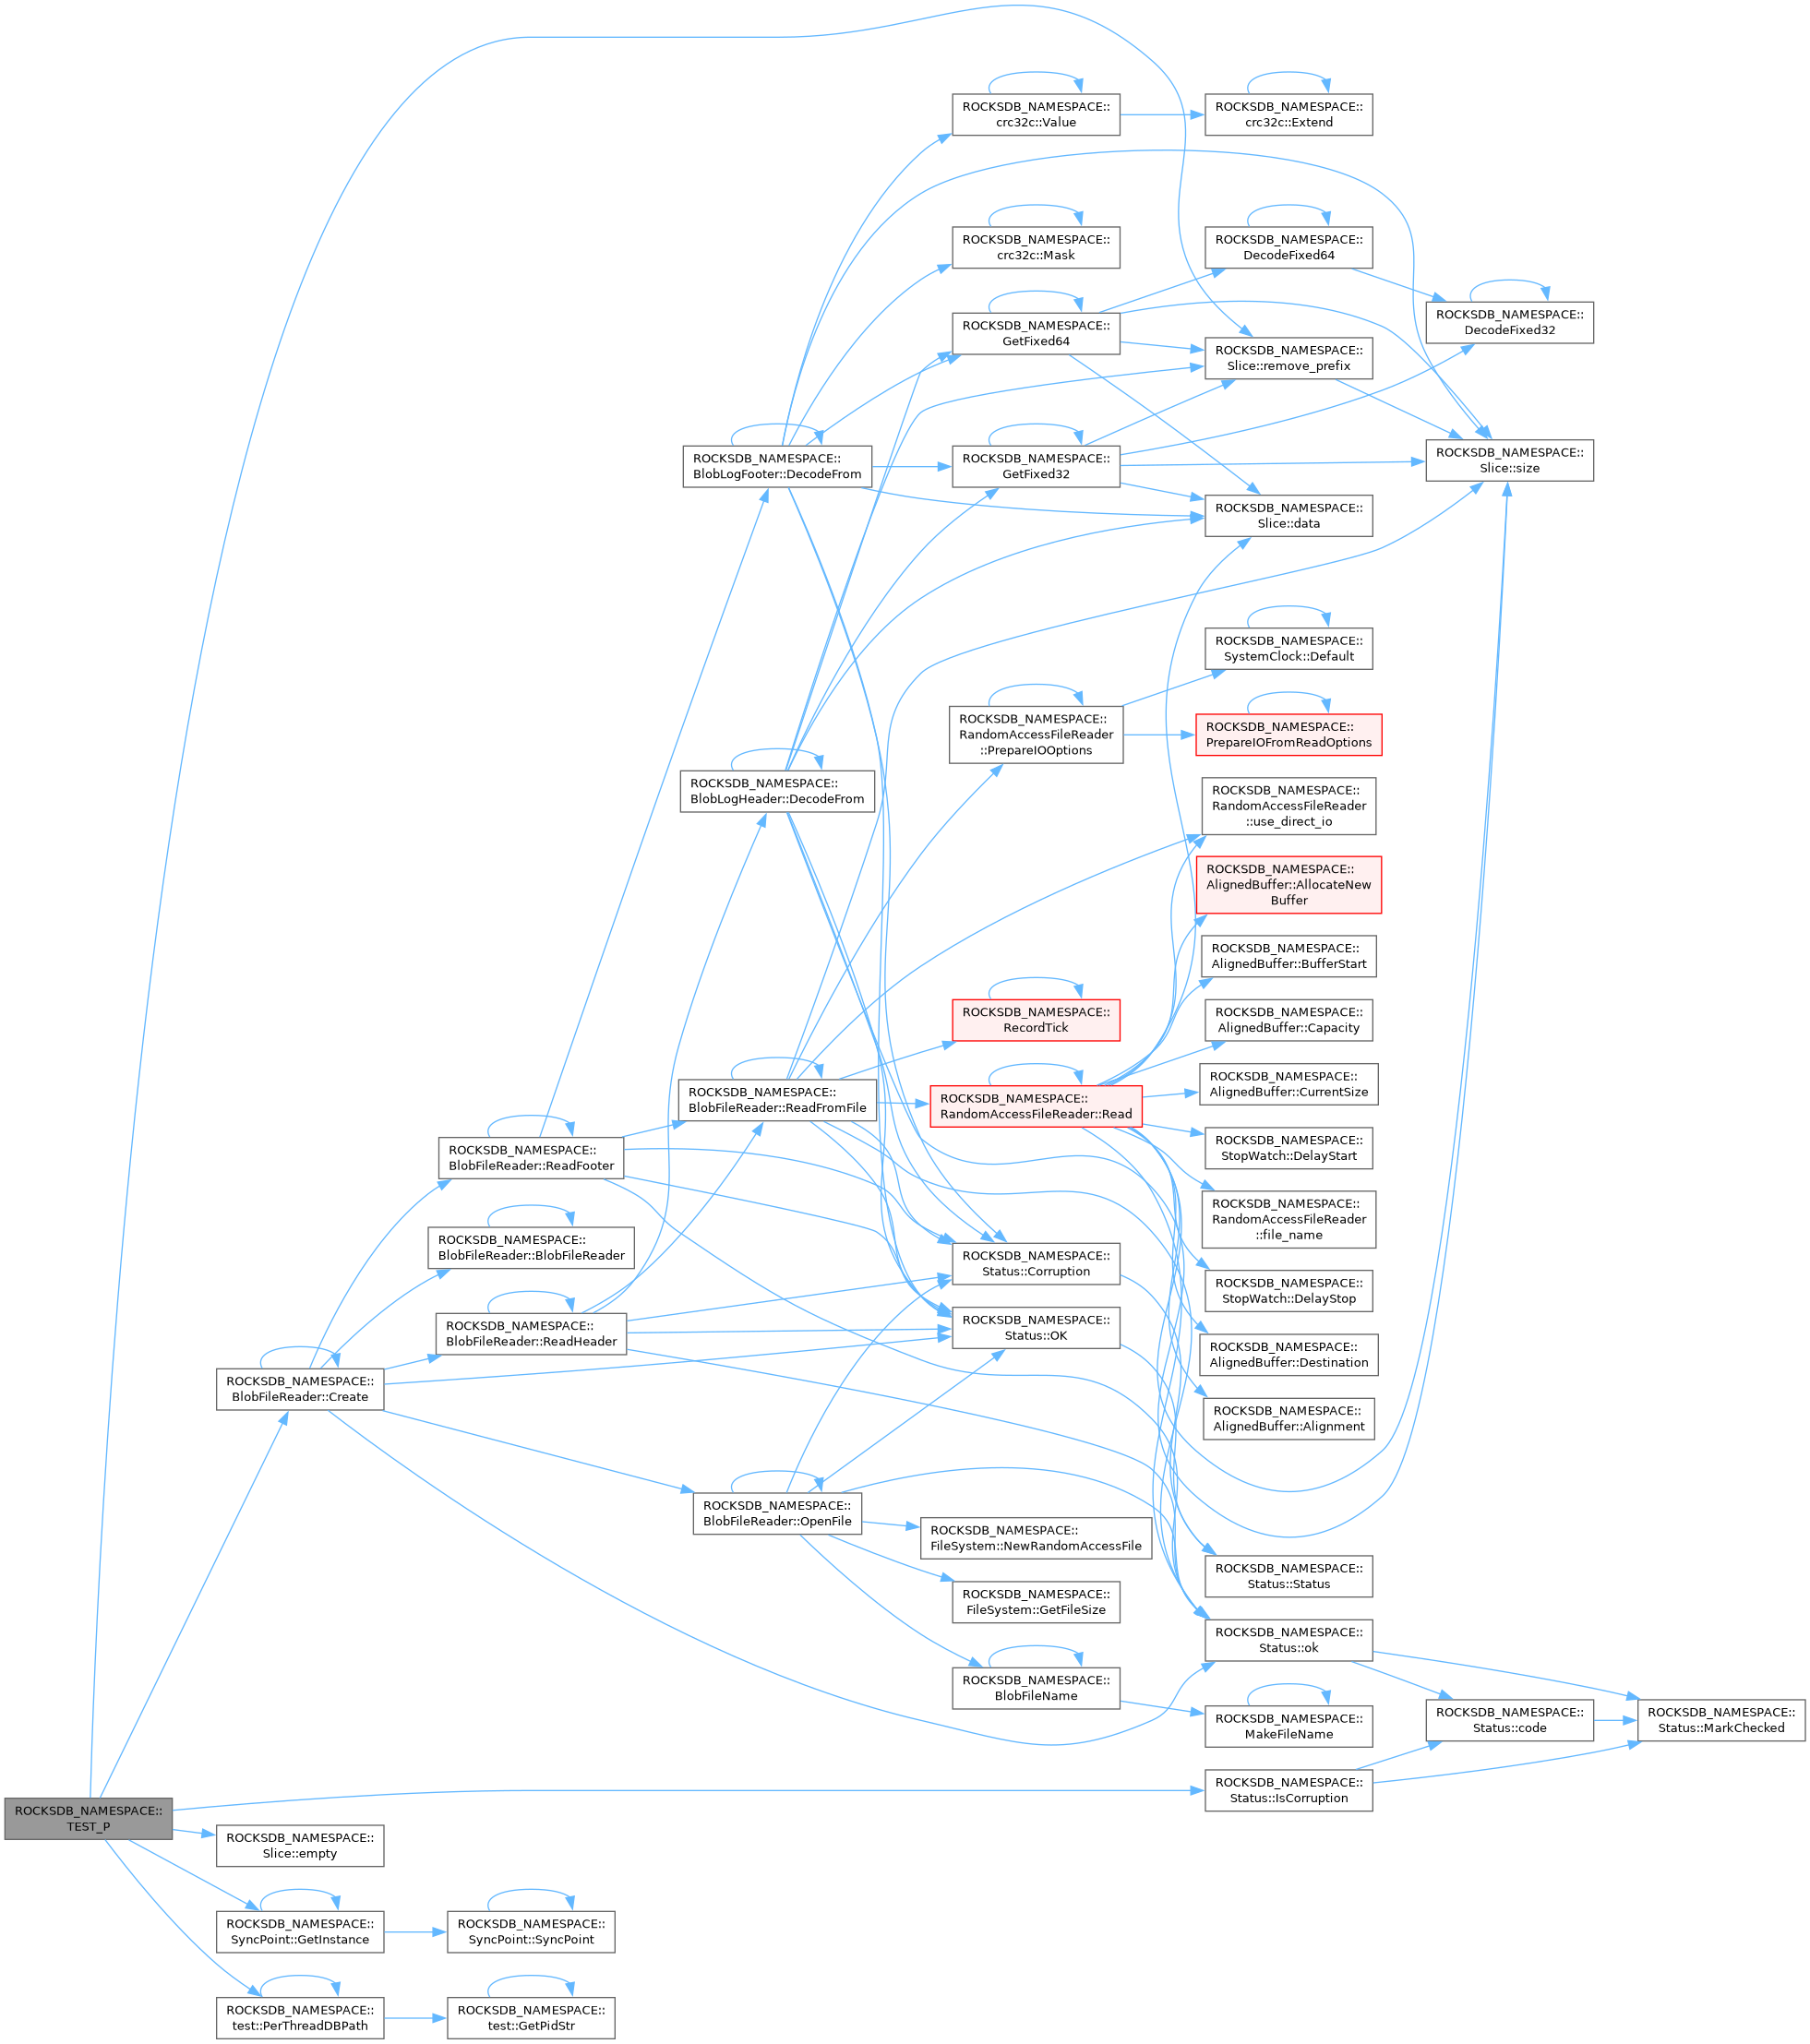 ROCKSDB_NAMESPACE::
crc32c::Value
ROCKSDB_NAMESPACE::
crc32c::Extend
ROCKSDB_NAMESPACE::
crc32c::Mask
ROCKSDB_NAMESPACE::
DecodeFixed64
ROCKSDB_NAMESPACE::
DecodeFixed32
ROCKSDB_NAMESPACE::
GetFixed64
ROCKSDB_NAMESPACE::
Slice::remove_prefix
ROCKSDB_NAMESPACE::
BlobLogFooter::DecodeFrom
ROCKSDB_NAMESPACE::
GetFixed32
ROCKSDB_NAMESPACE::
Slice::size
ROCKSDB_NAMESPACE::
Slice::data
ROCKSDB_NAMESPACE::
SystemClock::Default
ROCKSDB_NAMESPACE::
RandomAccessFileReader
::PrepareIOOptions
ROCKSDB_NAMESPACE::
PrepareIOFromReadOptions
ROCKSDB_NAMESPACE::
BlobLogHeader::DecodeFrom
ROCKSDB_NAMESPACE::
RandomAccessFileReader
::use_direct_io
ROCKSDB_NAMESPACE::
AlignedBuffer::AllocateNew
Buffer
ROCKSDB_NAMESPACE::
AlignedBuffer::BufferStart
ROCKSDB_NAMESPACE::
RecordTick
ROCKSDB_NAMESPACE::
AlignedBuffer::Capacity
ROCKSDB_NAMESPACE::
BlobFileReader::ReadFromFile
ROCKSDB_NAMESPACE::
RandomAccessFileReader::Read
ROCKSDB_NAMESPACE::
AlignedBuffer::CurrentSize
ROCKSDB_NAMESPACE::
BlobFileReader::ReadFooter
ROCKSDB_NAMESPACE::
StopWatch::DelayStart
ROCKSDB_NAMESPACE::
RandomAccessFileReader
::file_name
ROCKSDB_NAMESPACE::
BlobFileReader::BlobFileReader
ROCKSDB_NAMESPACE::
Status::Corruption
ROCKSDB_NAMESPACE::
StopWatch::DelayStop
ROCKSDB_NAMESPACE::
BlobFileReader::ReadHeader
ROCKSDB_NAMESPACE::
Status::OK
ROCKSDB_NAMESPACE::
AlignedBuffer::Destination
ROCKSDB_NAMESPACE::
BlobFileReader::Create
ROCKSDB_NAMESPACE::
AlignedBuffer::Alignment
ROCKSDB_NAMESPACE::
BlobFileReader::OpenFile
ROCKSDB_NAMESPACE::
FileSystem::NewRandomAccessFile
ROCKSDB_NAMESPACE::
Status::Status
ROCKSDB_NAMESPACE::
FileSystem::GetFileSize
ROCKSDB_NAMESPACE::
Status::ok
ROCKSDB_NAMESPACE::
BlobFileName
ROCKSDB_NAMESPACE::
MakeFileName
ROCKSDB_NAMESPACE::
Status::code
ROCKSDB_NAMESPACE::
Status::MarkChecked
ROCKSDB_NAMESPACE::
Status::IsCorruption
ROCKSDB_NAMESPACE::
TEST_P
ROCKSDB_NAMESPACE::
Slice::empty
ROCKSDB_NAMESPACE::
SyncPoint::GetInstance
ROCKSDB_NAMESPACE::
SyncPoint::SyncPoint
ROCKSDB_NAMESPACE::
test::PerThreadDBPath
ROCKSDB_NAMESPACE::
test::GetPidStr